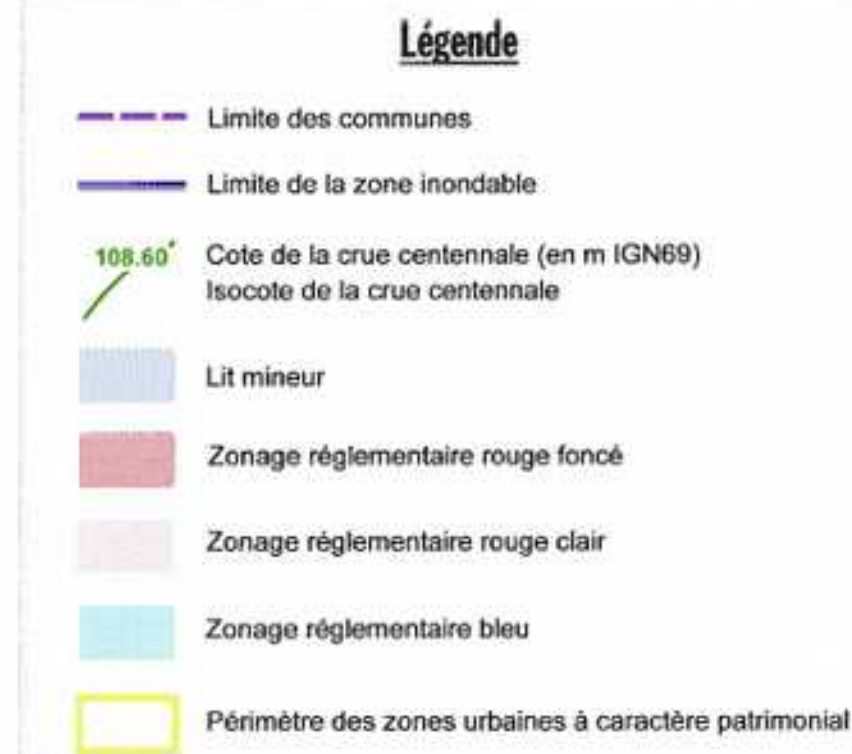 Légende
Limite des communes
Limite de la zone inondable
108.60
Cote de la crue centennale (en m IGN69)
Isocote de la crue centennale
Lit mineur
Zonage réglementaire rouge foncé
Zonage réglementaire rouge clair
Zonage réglementaire bleu
Périmètre des zones urbaines à caractère patrimonial